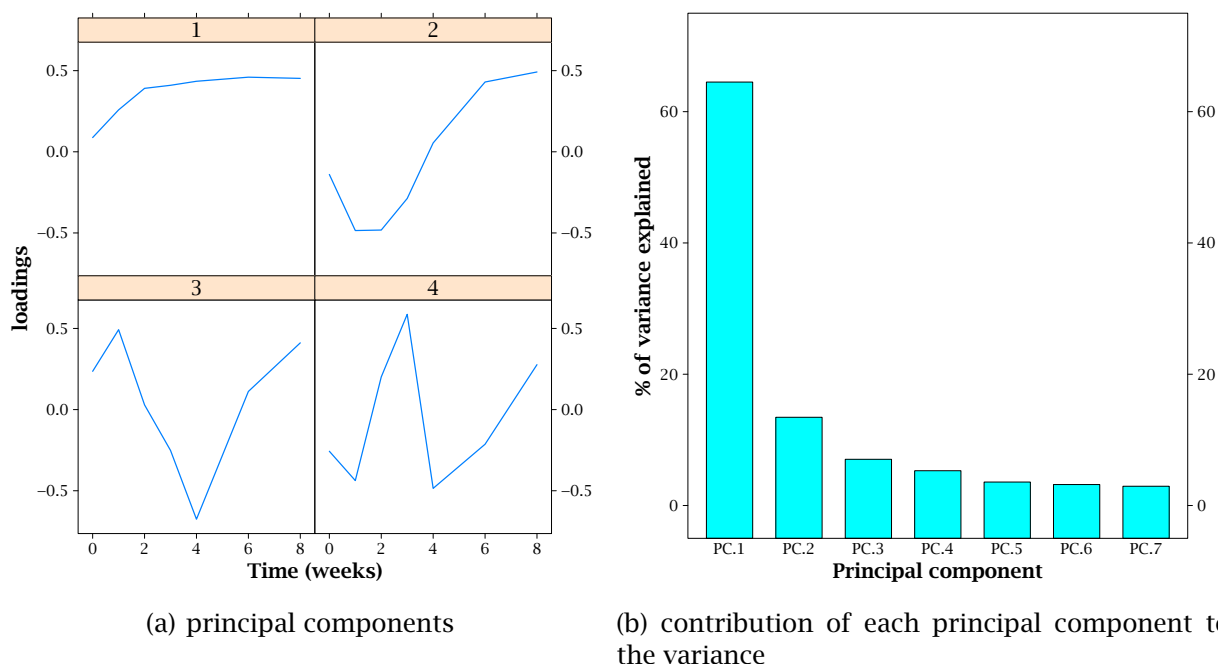 1 2
0.5 0.5
0.0 0.0
−0.5 −0.5
3 4
0.5 0.5
0.0 0.0
−0.5 −0.5
0 2 4 6 8 0 2 4 6 8
Time (weeks)
loadings
(a) principal components
60 60
40 40
20 20
0 0
% of variance explained
PC.1 PC.2 PC.3 PC.4 PC.5 PC.6 PC.7
Principal component
(b) contribution of each principal component to
the variance